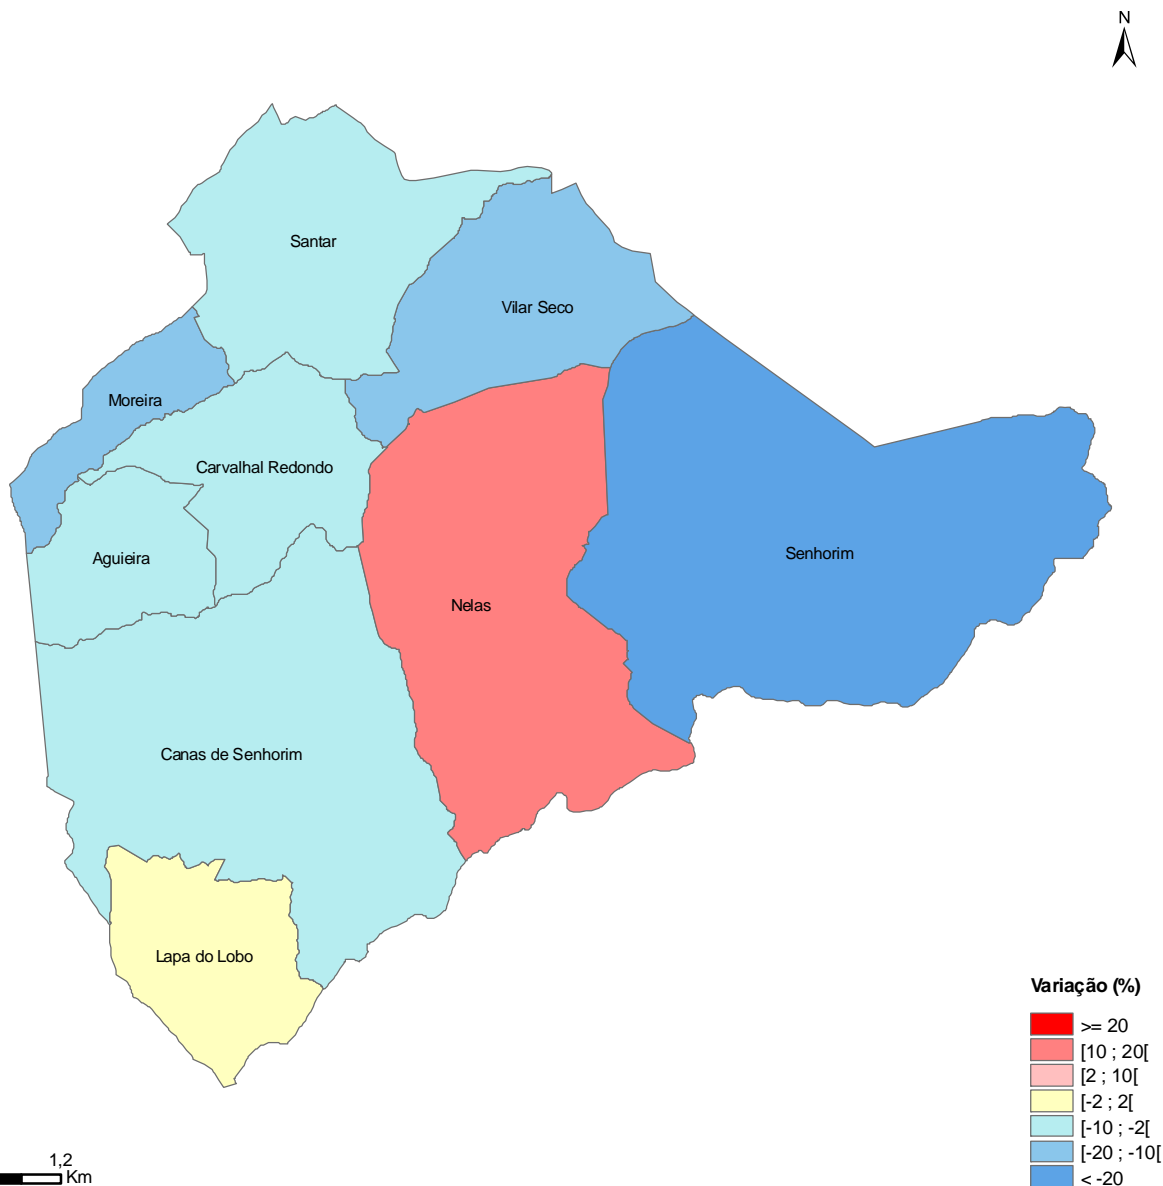 N
Santar
Vilar Seco
Moreira
Carvalhal Redondo
Aguieira
Senhorim
Nelas
Canas de Senhorim
Lapa do Lobo
Variação (%)
>= 20
[10 ; 20[
[2 ; 10[
[-2 ; 2[
[-10 ; -2[
[-20 ; -10[
< -20
1,2
Km